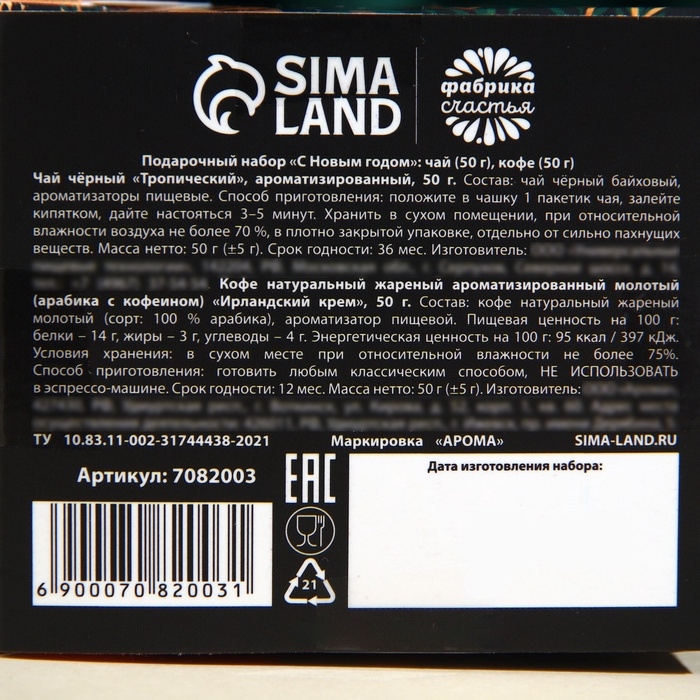 SIMA
LAND
фабрика
счастья
Подарочный набор «С Новым годом»: чай (50 г), кофе (50 г)
Чай чёрный «Тропический», ароматизированный, 50 г. Состав: чай чёрный байховый,
ароматизаторы пищевые. Способ приготовления: положите в чашку 1 пакетик чая, залейте
кипятком, дайте настояться 3–5 минут. Хранить в сухом помещении, при относительной
влажности воздуха не более 70 %, в плотно закрытой упаковке, отдельно от сильно пахнущих
веществ. Масса нетто: 50 г (±5 г). Срок годности: 36 мес. Изготовитель:
Кофе натуральный жареный ароматизированный молотый
(арабика с кофеином) «Ирландский крем», 50 г. Состав: кофе натуральный жареный
молотый (сорт: 100 % арабика), ароматизатор пищевой. Пищевая ценность на 100 г:
белки – 14 г, жиры – 3 г, углеводы – 4 г. Энергетическая ценность на 100 г: 95 ккал / 397 кДж.
Условия хранения: в сухом месте при относительной влажности не более 75%.
Способ приготовления: готовить любым классическим способом, НЕ ИСПОЛЬЗОВАТЬ
в эспрессо-машине. Срок годности: 12 мес. Масса нетто: 50 г (±5 г). Изготовитель:
ТУ 10.83.11-002-31744438-2021 Маркировка «АРОМА» SIMA-LAND.RU
Артикул: 7082003
EAC
Дата изготовления набора:
21
6 900070 820031